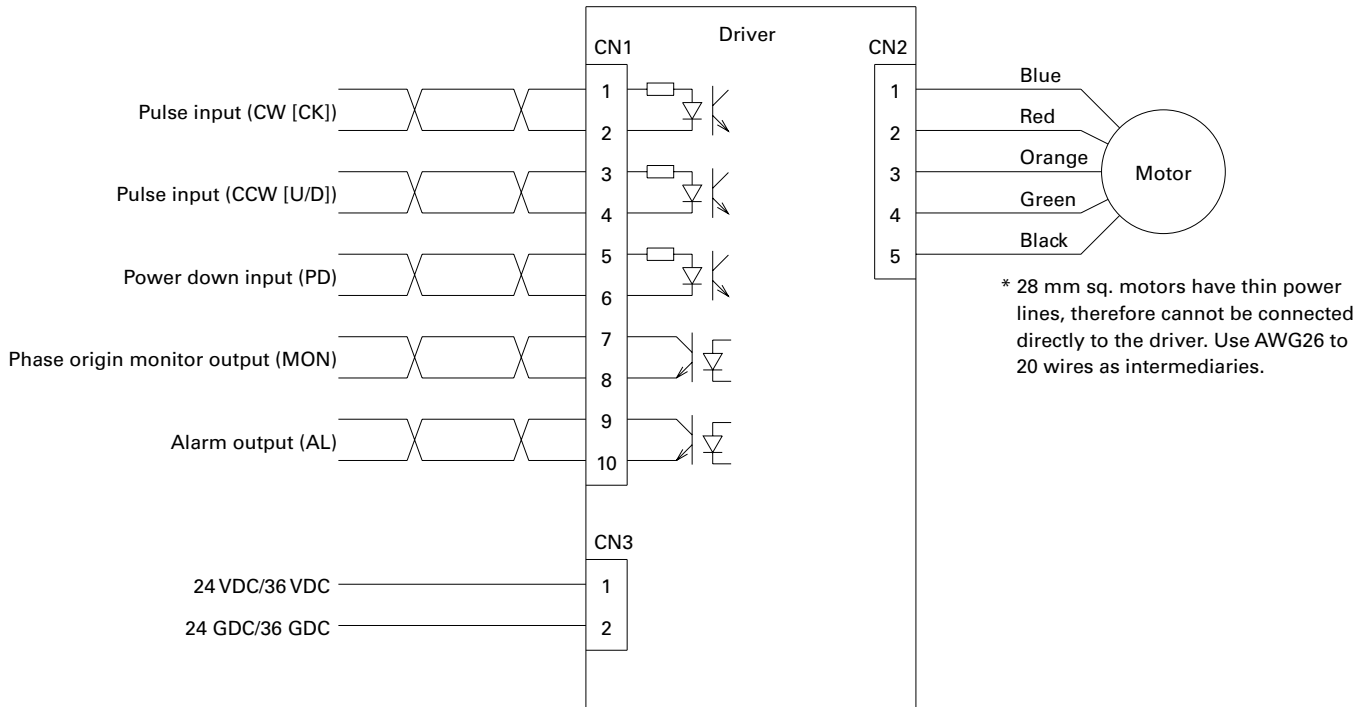 Driver
CN1
CN2
Pulse input (CW [CK])
1
2
Pulse input (CCW [U/D])
3
4
Power down input (PD)
5
6
Phase origin monitor output (MON)
7
8
Alarm output (AL)
9
10
1
2
3
4
5
Blue
Red
Orange
Green
Black
Motor
* 28 mm sq. motors have thin power
lines, therefore cannot be connected
directly to the driver. Use AWG26 to
20 wires as intermediaries.
CN3
24 VDC/36 VDC
1
24 GDC/36 GDC
2